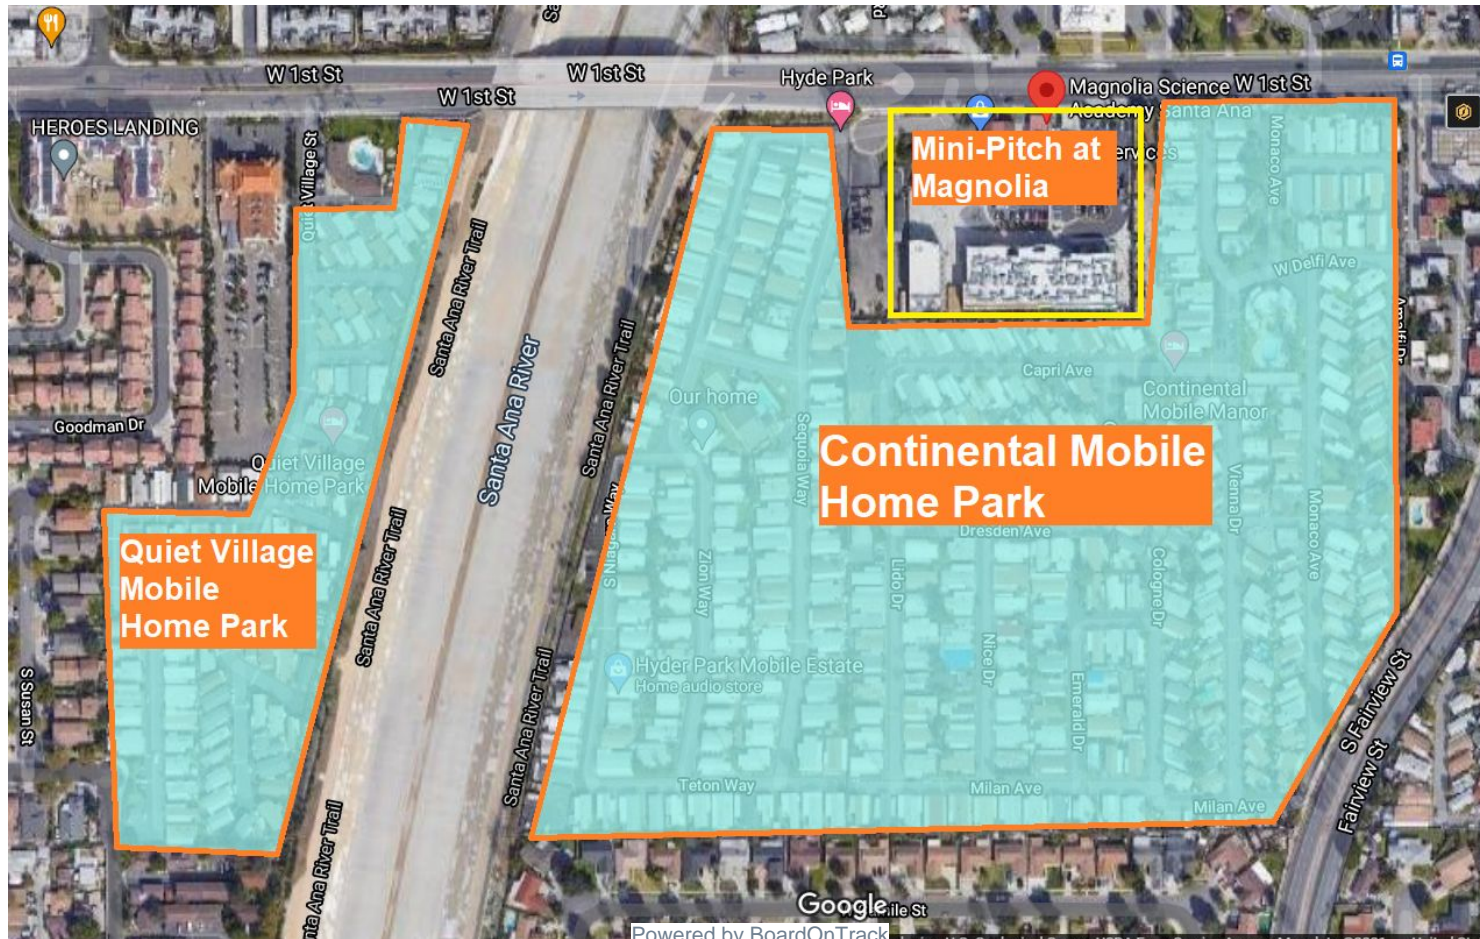 W 1st St
W 1st St
W 1st St
Hyde Park
Magnolia Science
Academy Santa Ana
W 1st St
HEROES LANDING
Quiet Village St
Mini-Pitch at
Magnolia
Monaco Ave
W Delfi Ave
Santa Ana River Trail
Santa Ana River
Santa Ana River Trail
Capri Ave
Continental
Mobile Manor
Our home
Goodman Dr
Sequoia Way
Continental Mobile
Home Park
Quiet Village
Mobile Home Park
Vienna Dr
Monaco Ave
Dresden Ave
Santa Ana River Trail
Quiet Village
Mobile
Home Park
Zion Way
Lido Dr
Cologne Dr
Nice Dr
Hyder Park Mobile Estate
Home audio store
Emerald Dr
S Susan St
Santa Ana River Trail
S Fairview St
Fairview St
Teton Way
Milan Ave
Milan Ave
Google
Powered by BoardOnTrack